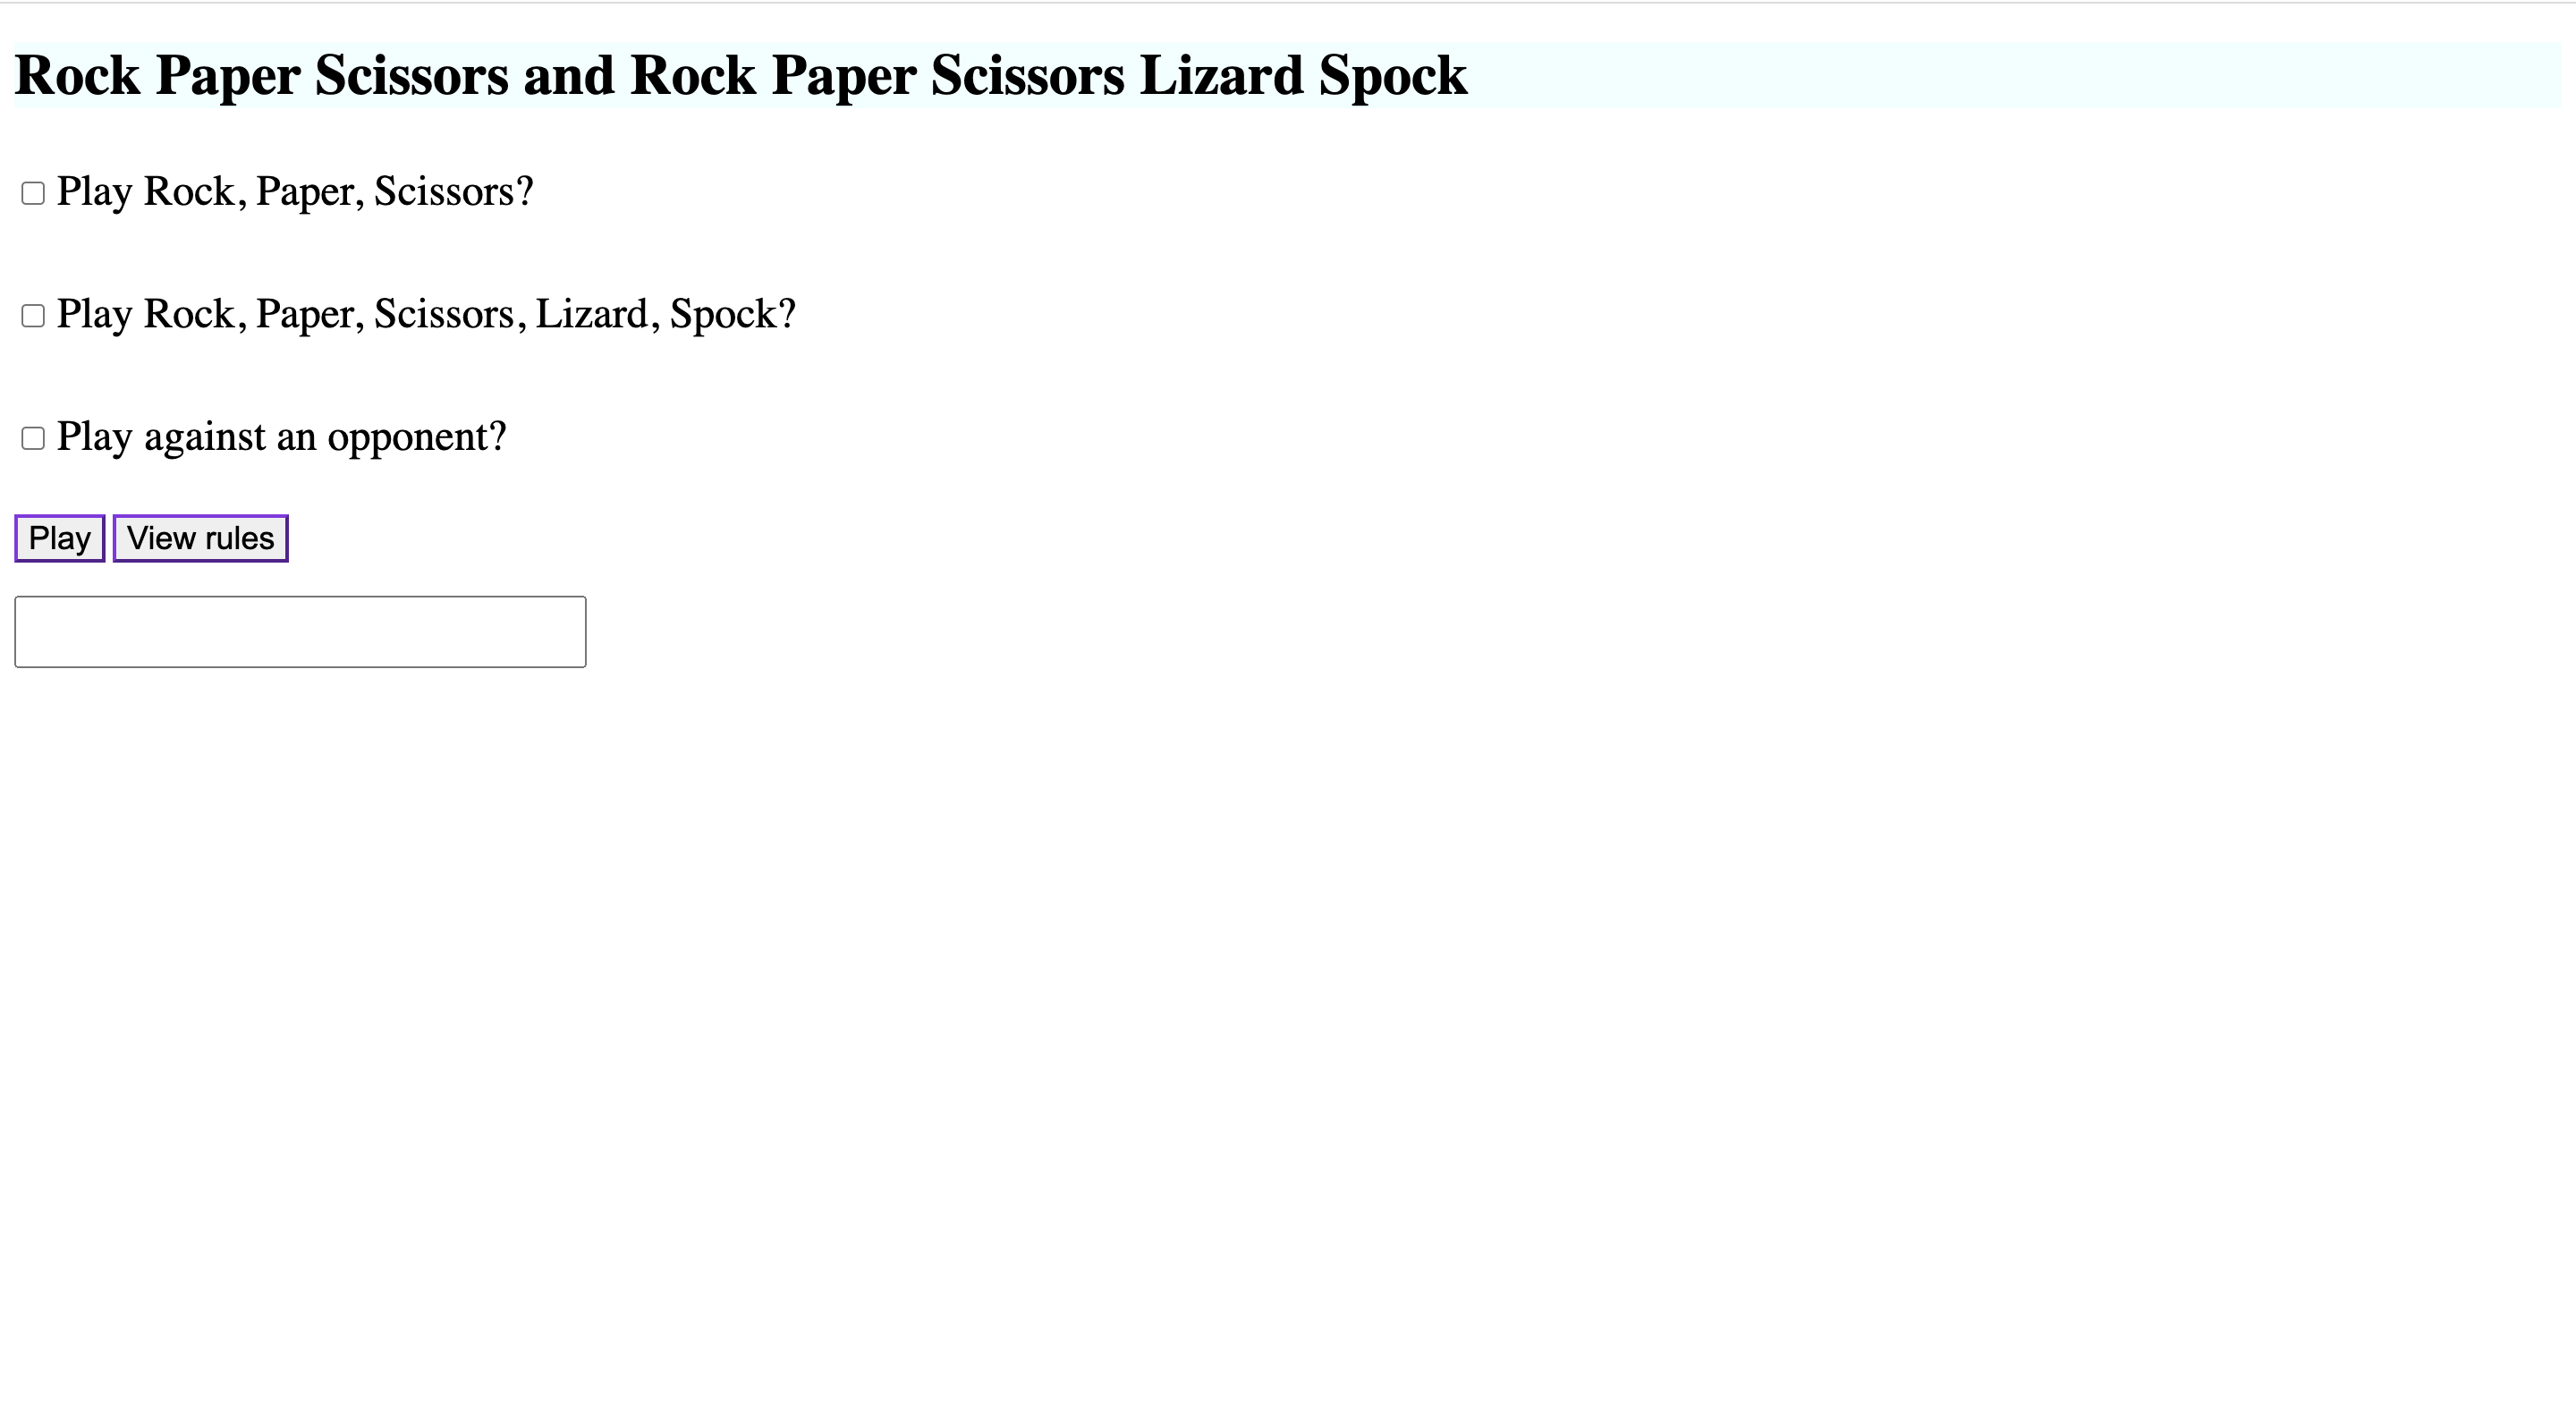 Rock Paper Scissors and Rock Paper Scissors Lizard Spock
Play Rock, Paper, Scissors?
Play Rock, Paper, Scissors, Lizard, Spock?
Play against an opponent?
Play View rules